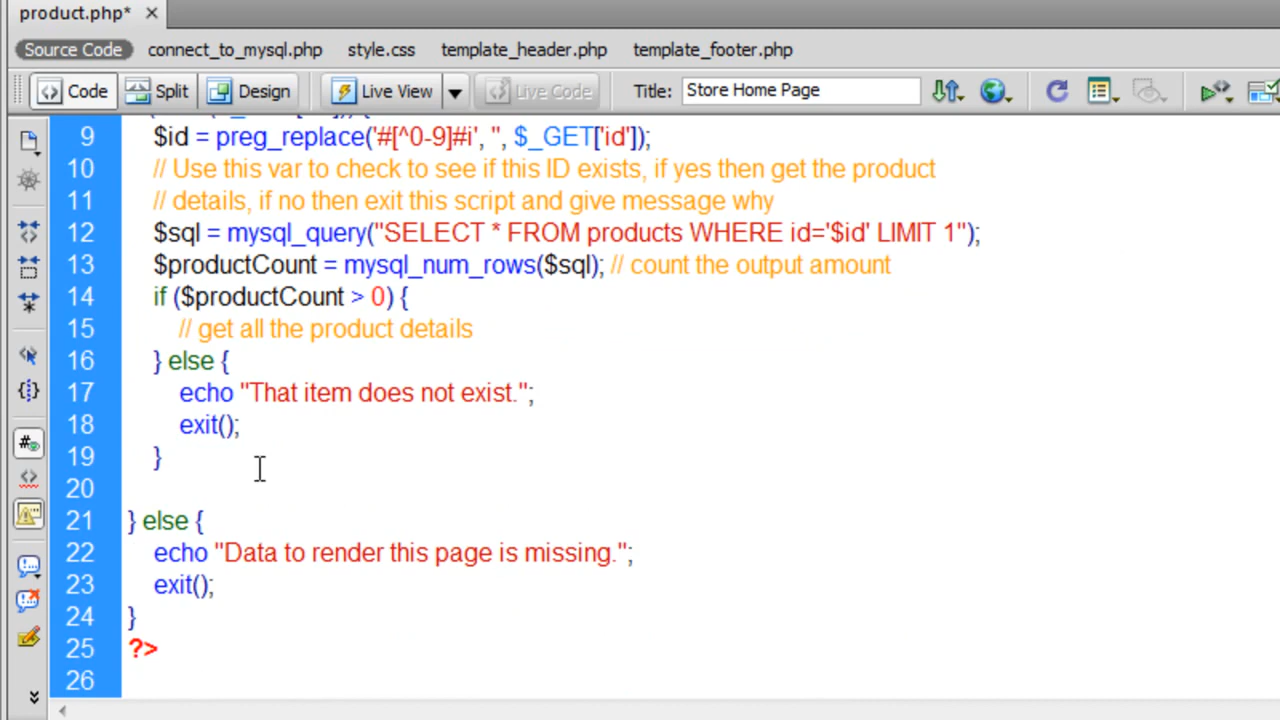 product.php*
Source Code connect_to_mysql.php style.css template_header.php template_footer.php
Code Split Design Live View Live Code Title: Store Home Page
9 $id = preg_replace('#[^0-9]#i', '', $_GET['id']);
10 // Use this var to check to see if this ID exists, if yes then get the product
11 // details, if no then exit this script and give message why
12 $sql = mysql_query("SELECT * FROM products WHERE id='$id' LIMIT 1");
13 $productCount = mysql_num_rows($sql); // count the output amount
14 if ($productCount > 0) {
15 // get all the product details
16 } else {
17 echo "That item does not exist.";
18 exit();
19 }
20
21 } else {
22 echo "Data to render this page is missing.";
23 exit();
24 }
25 ?>
26